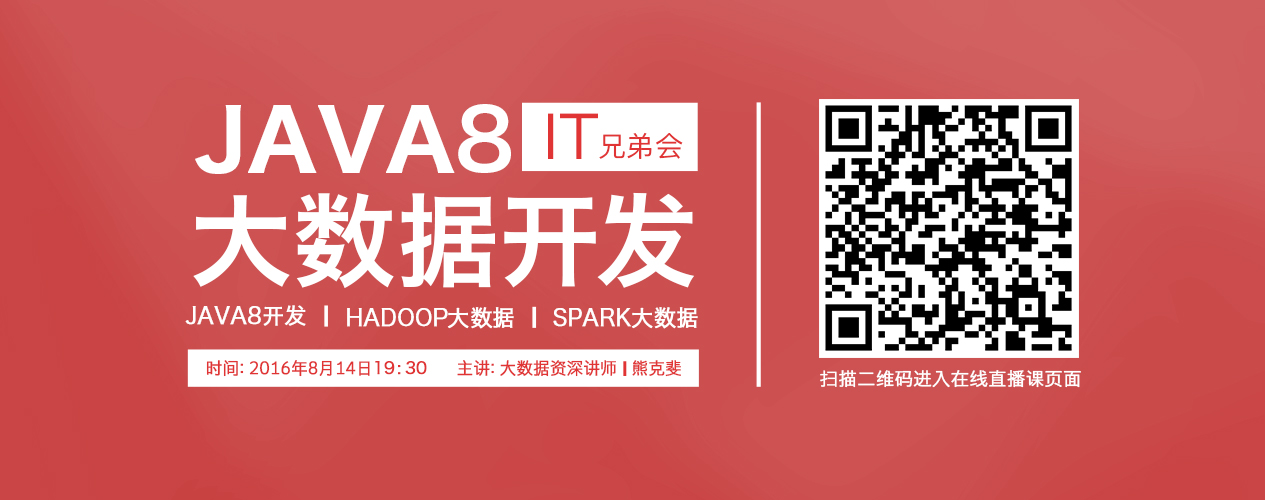 JAVA8 IT兄弟会
大数据开发
JAVA8开发 | HADOOP大数据 | SPARK大数据
时间: 2016年8月14日19:30 主讲: 大数据资深讲师 | 熊克斐
扫描二维码进入在线直播课页面